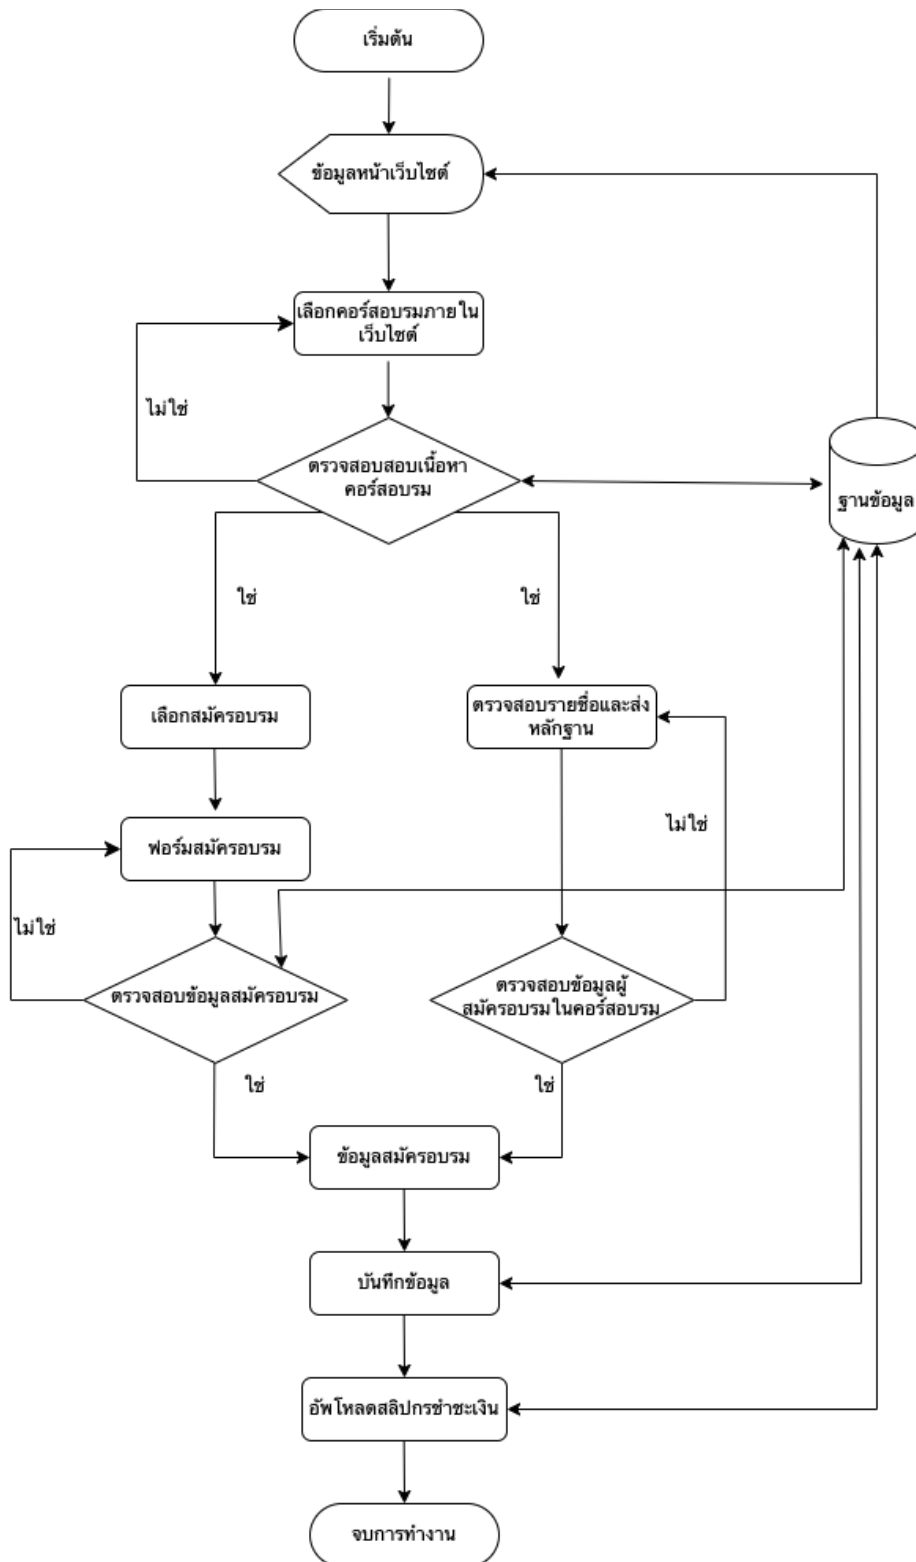 เริ่มต้น
ข้อมูลหน้าเว็บไซต์
เลือกคอร์สอบรมภายใน
เว็บไซต์
ไม่ใช่
ตรวจสอบสอบเนื้อหา
คอร์สอบรม
ฐานข้อมูล
ใช่
ใช่
เลือกสมัครอบรม
ตรวจสอบรายชื่อและส่ง
หลักฐาน
ฟอร์มสมัครอบรม
ไม่ใช่
ไม่ใช่
ตรวจสอบข้อมูลสมัครอบรม
ตรวจสอบข้อมูลผู้
สมัครอบรมในคอร์สอบรม
ใช่
ใช่
ข้อมูลสมัครอบรม
บันทึกข้อมูล
อัพโหลดสลิปกรชำชะเงิน
จบการทำงาน